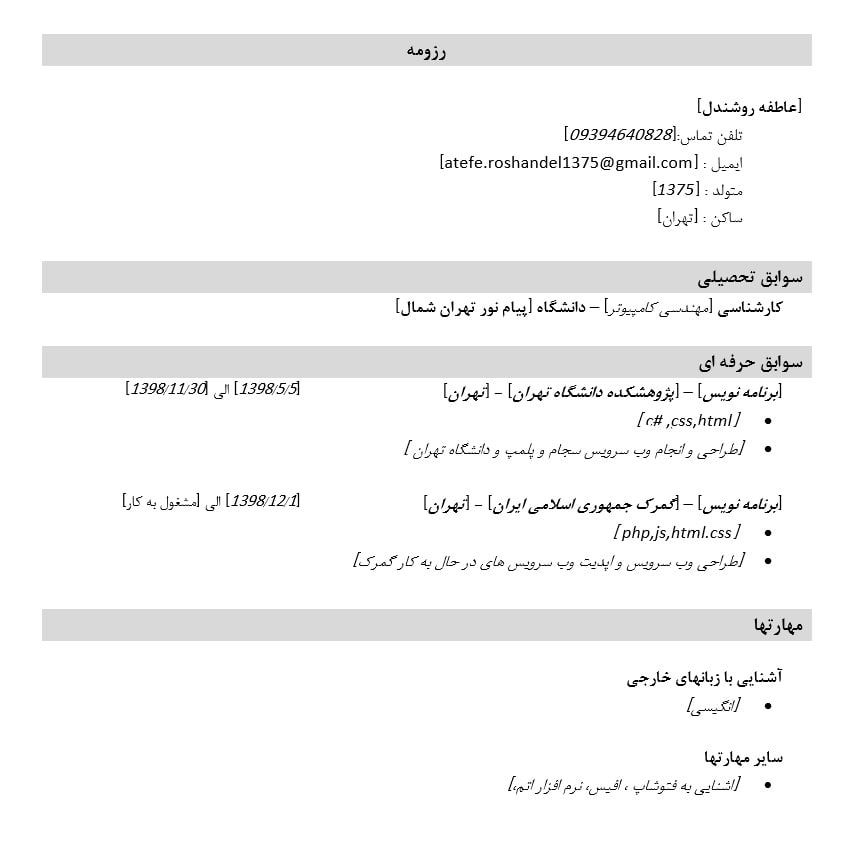 رزومه
[عاطفه روشندل]
تلفن تماس:[09394640828]
ایمیل : [atefe.roshandel1375@gmail.com]
متولد : [1375]
ساکن : [تهران]
سوابق تحصیلی
کارشناسی [مهندسی کامپیوتر] – دانشگاه [پیام نور تهران شمال]
سوابق حرفه ای
[برنامه نویس] – [پژوهشکده دانشگاه تهران] - [تهران] [1398/5/5] الی [1398/11/30]
• [c# ,css,html]
• [طراحی و انجام وب سرویس سجام و پلمپ و دانشگاه تهران ]
[برنامه نویس] – [گمرک جمهوری اسلامی ایران] - [تهران] [1398/12/1] الی [مشغول به کار]
• [php,js,html.css]
• [طراحی وب سرویس و اپدیت وب سرویس های در حال به کار گمرک]
مهارتها
آشنایی با زبانهای خارجی
• [انگیسی]
سایر مهارتها
• [اشنایی به فتوشاپ ، افیس، نرم افزار اتم،]